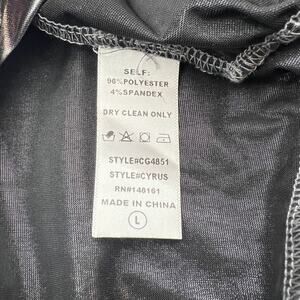 SELF:
96%POLYESTER
4%SPANDEX
DRY CLEAN ONLY
STYLE#CG4851
STYLE#CYRUS
RN#148161
MADE IN CHINA
L